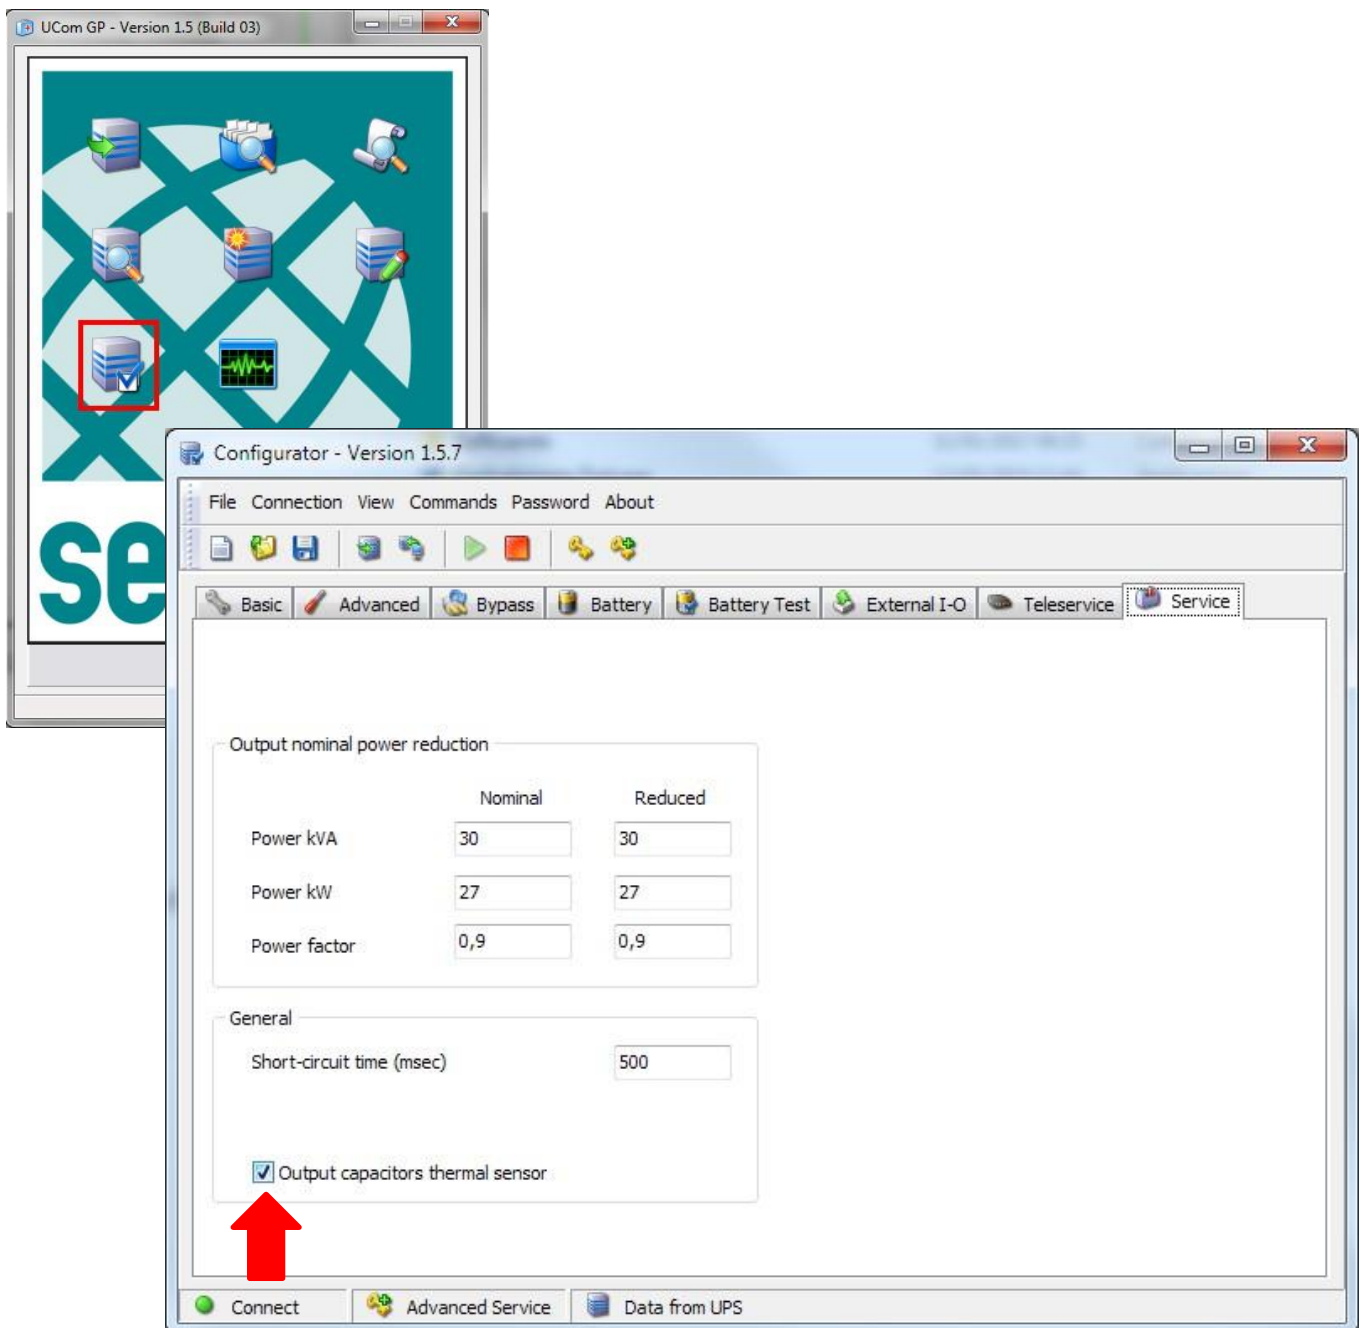 UCom GP - Version 1.5 (Build 03)
se
Configurator - Version 1.5.7
File Connection View Commands Password About
Basic Advanced Bypass Battery Battery Test External I-O Teleservice Service
Output nominal power reduction
Nominal Reduced
Power kVA 30 30
Power kW 27 27
Power factor 0,9 0,9
General
Short-circuit time (msec) 500
Output capacitors thermal sensor
Connect Advanced Service Data from UPS